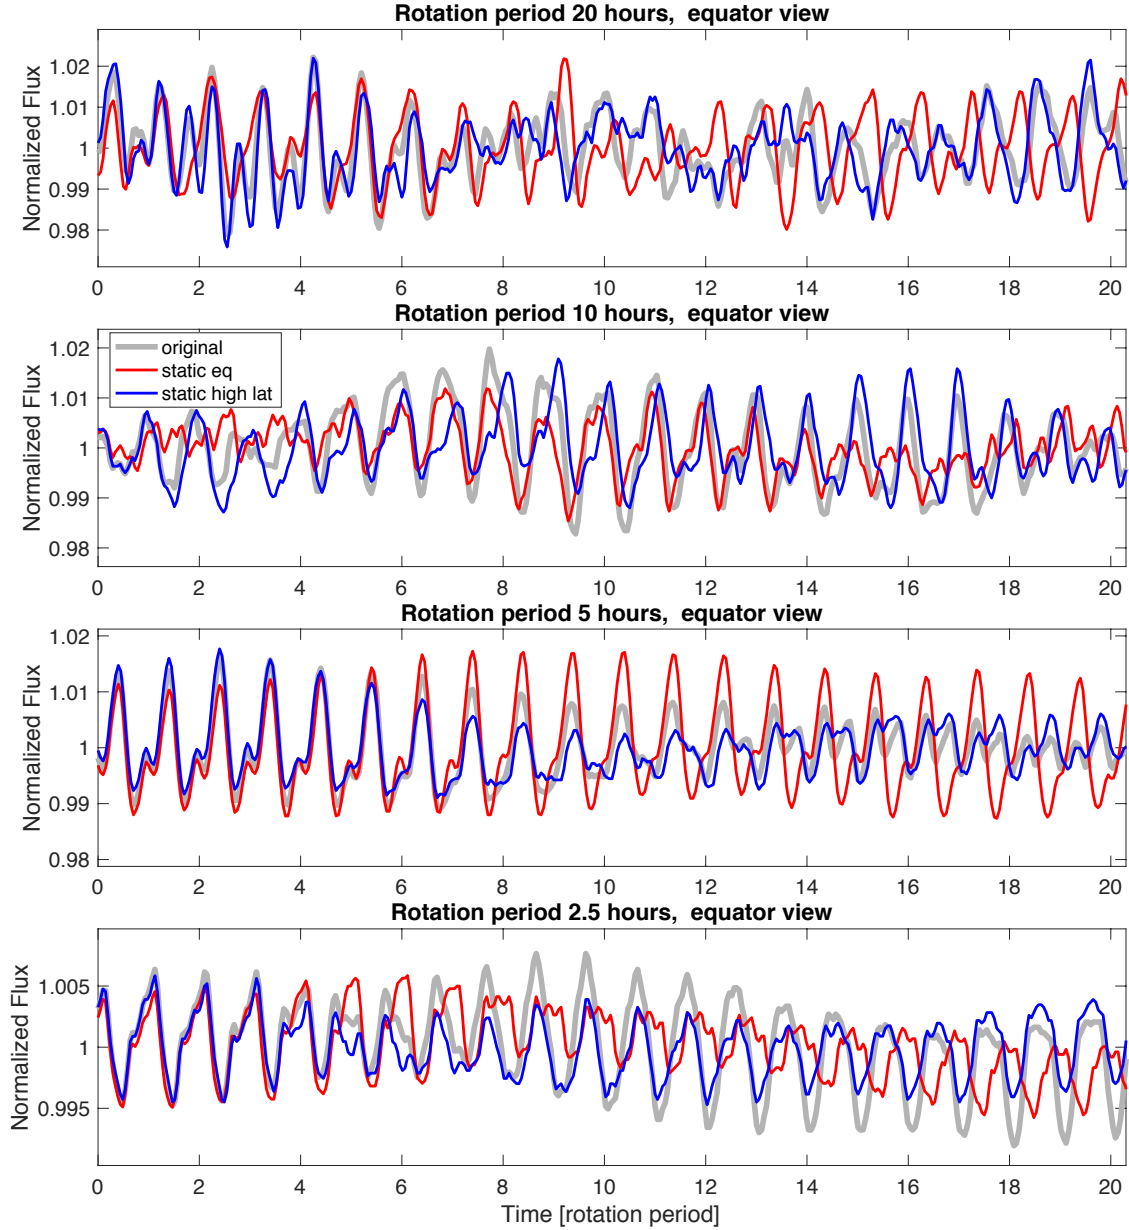 Rotation period 20 hours,  equator view
Normalized Flux
1.02
1.01
1
0.99
0.98
0 2 4 6 8 10 12 14 16 18 20
Rotation period 10 hours,  equator view
Normalized Flux
1.02
1.01
1
0.99
0.98
original
static eq
static high lat
0 2 4 6 8 10 12 14 16 18 20
Rotation period 5 hours,  equator view
Normalized Flux
1.02
1.01
1
0.99
0.98
0 2 4 6 8 10 12 14 16 18 20
Rotation period 2.5 hours,  equator view
Normalized Flux
1.005
1
0.995
0 2 4 6 8 10 12 14 16 18 20
Time [rotation period]